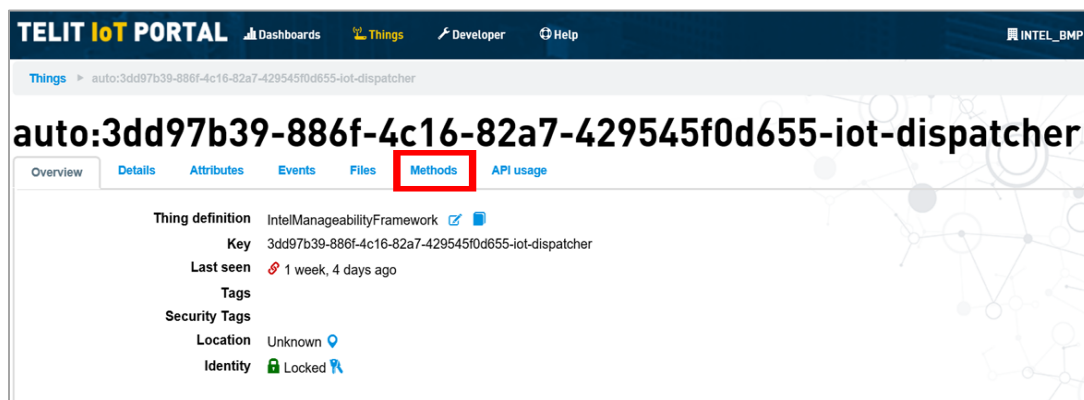 TELIT IoT PORTAL Dashboards Things Developer Help INTEL_BMP
Things auto:3dd97b39-886f-4c16-82a7-429545f0d655-iot-dispatcher
auto:3dd97b39-886f-4c16-82a7-429545f0d655-iot-dispatcher
Overview Details Attributes Events Files Methods API usage
Thing definition IntelManageabilityFramework
Key 3dd97b39-886f-4c16-82a7-429545f0d655-iot-dispatcher
Last seen 1 week, 4 days ago
Tags
Security Tags
Location Unknown
Identity Locked